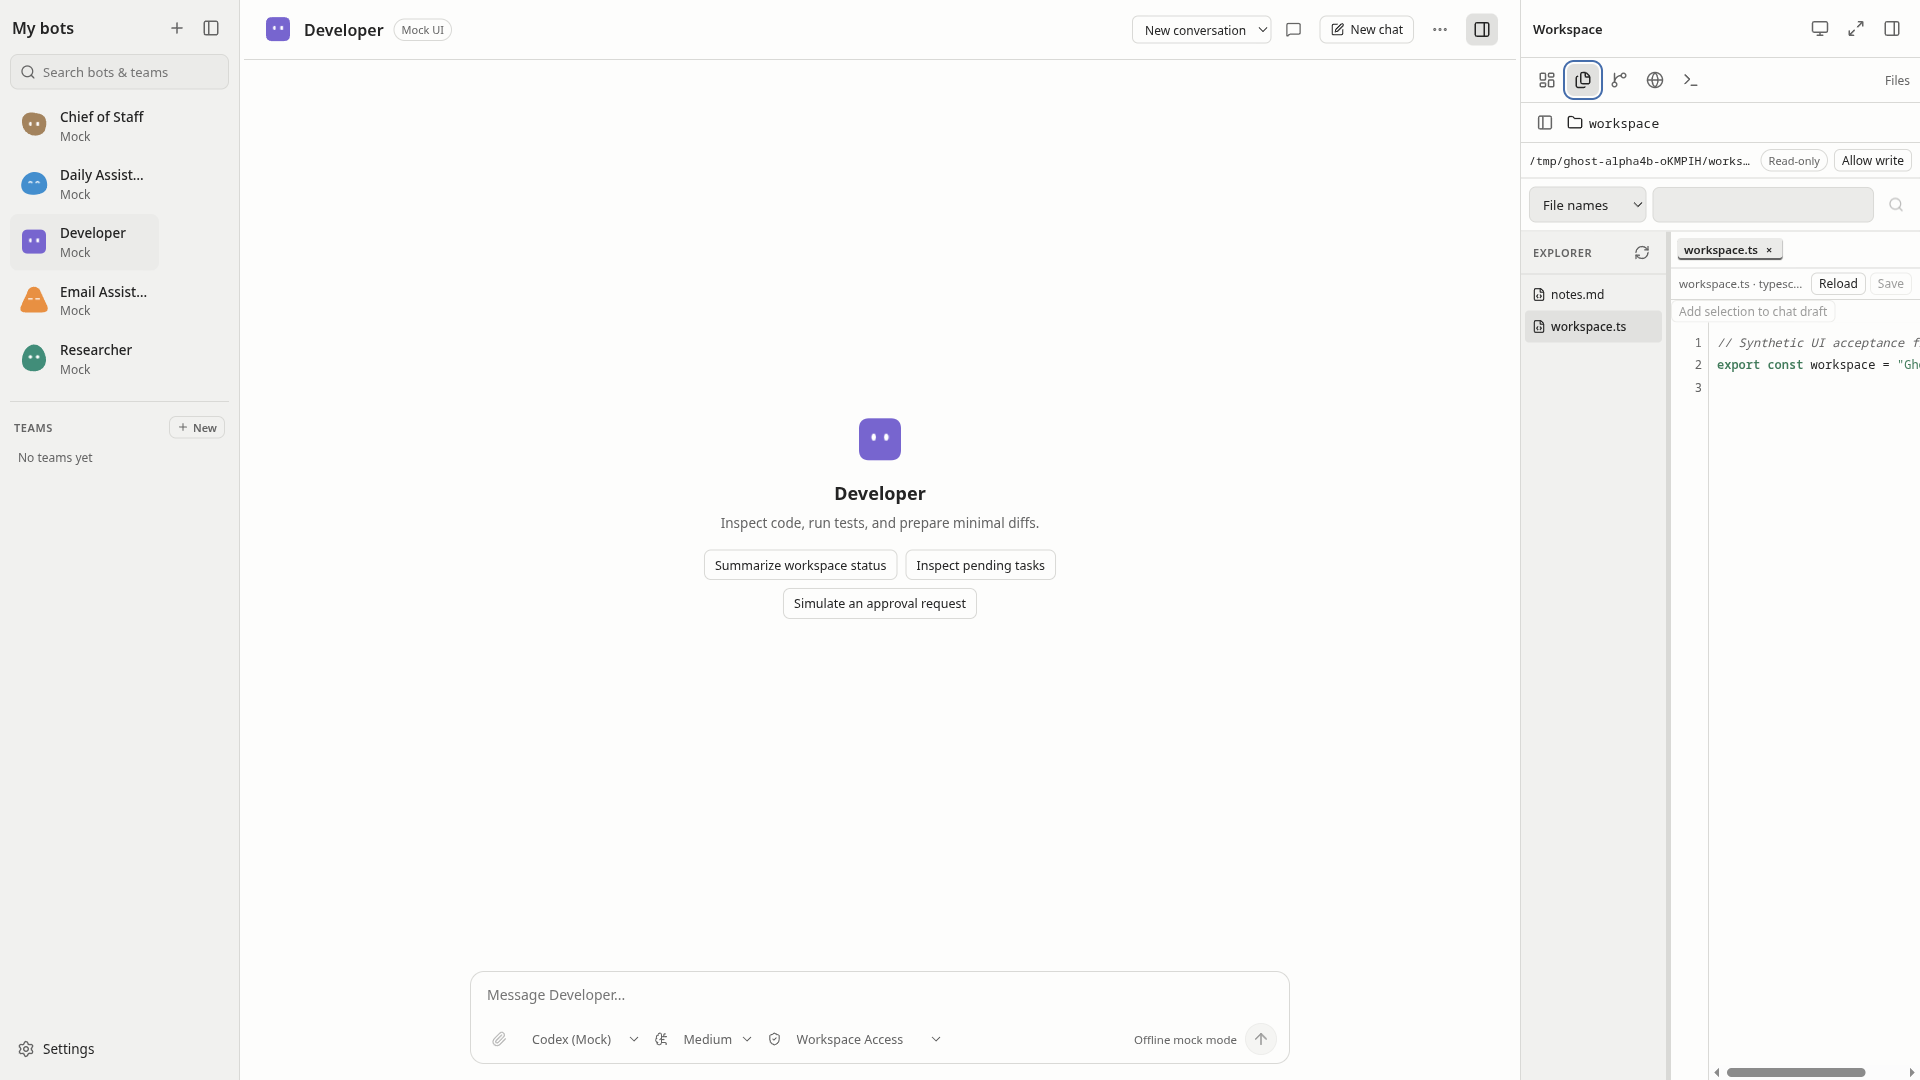 My bots
Search bots & teams
Chief of Staff
Mock
Daily Assist...
Mock
Developer
Mock
Email Assist...
Mock
Researcher
Mock
TEAMS
New
No teams yet
Settings
Developer
Mock UI
New conversation
New chat
Developer
Inspect code, run tests, and prepare minimal diffs.
Summarize workspace status
Inspect pending tasks
Simulate an approval request
Message Developer...
Codex (Mock)
Medium
Workspace Access
Offline mock mode
Workspace
Files
workspace
/tmp/ghost-alpha4b-oKMPIH/works...
Read-only
Allow write
File names
EXPLORER
notes.md
workspace.ts
workspace.ts ×
workspace.ts · typesc...
Reload
Save
Add selection to chat draft
1 // Synthetic UI acceptance f
2 export const workspace = "Gh
3